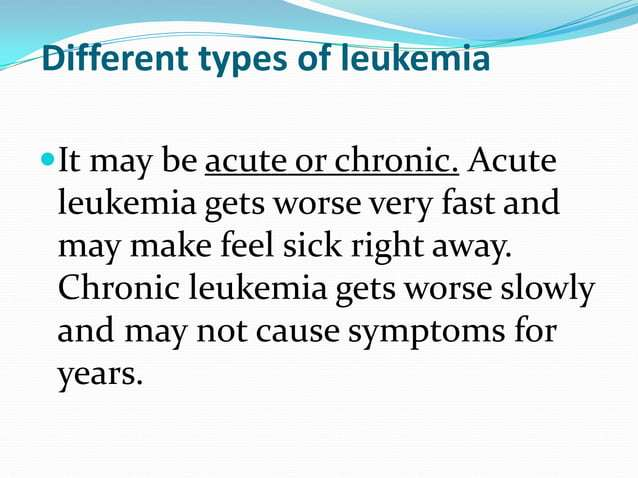 Different types of leukemia
It may be acute or chronic. Acute
leukemia gets worse very fast and
may make feel sick right away.
Chronic leukemia gets worse slowly
and may not cause symptoms for
years.